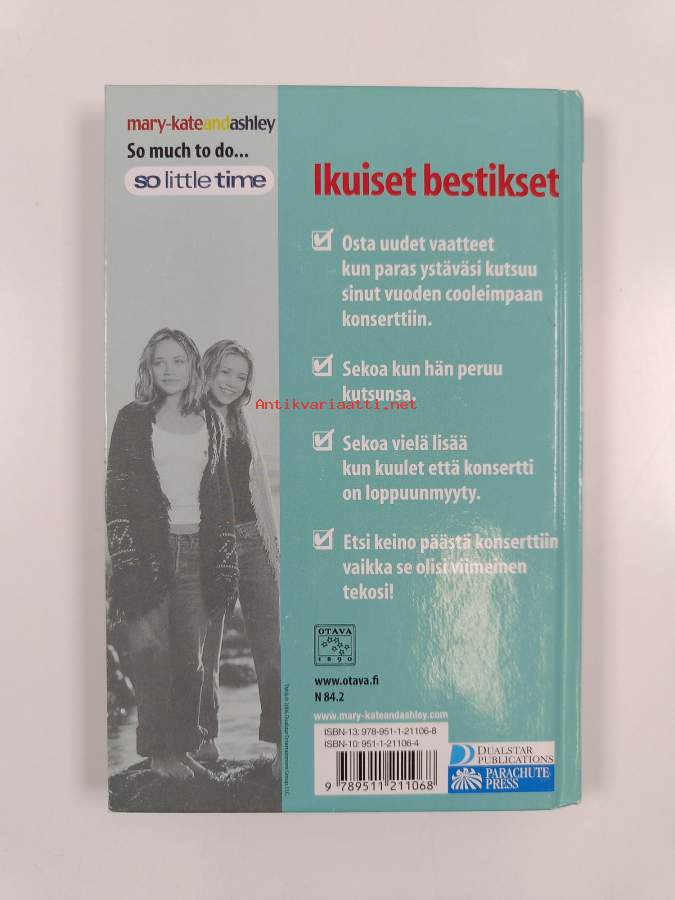 mary-kateandashley
So much to do...
so little time
Ikuiset bestikset
Osta uudet vaatteet
kun paras ystäväsi kutsuu
sinut vuoden cooleimpaan
konserttiin.
Sekoa kun hän peruu
kutsunsa.
Antikvariaatti.net
Sekoa vielä lisää
kun kuulet että konsertti
on loppuunmyyty.
Etsi keino päästä konserttiin
vaikka se olisi viimeinen
tekosi!
OTAVA
1890
www.otava.fi
N 84.2
www.mary-kateandashley.com
ISBN-13: 978-951-1-21106-8
ISBN-10: 951-1-21106-4
9 789511 211068
DUALSTAR
PUBLICATIONS
PARACHUTE
PRESS